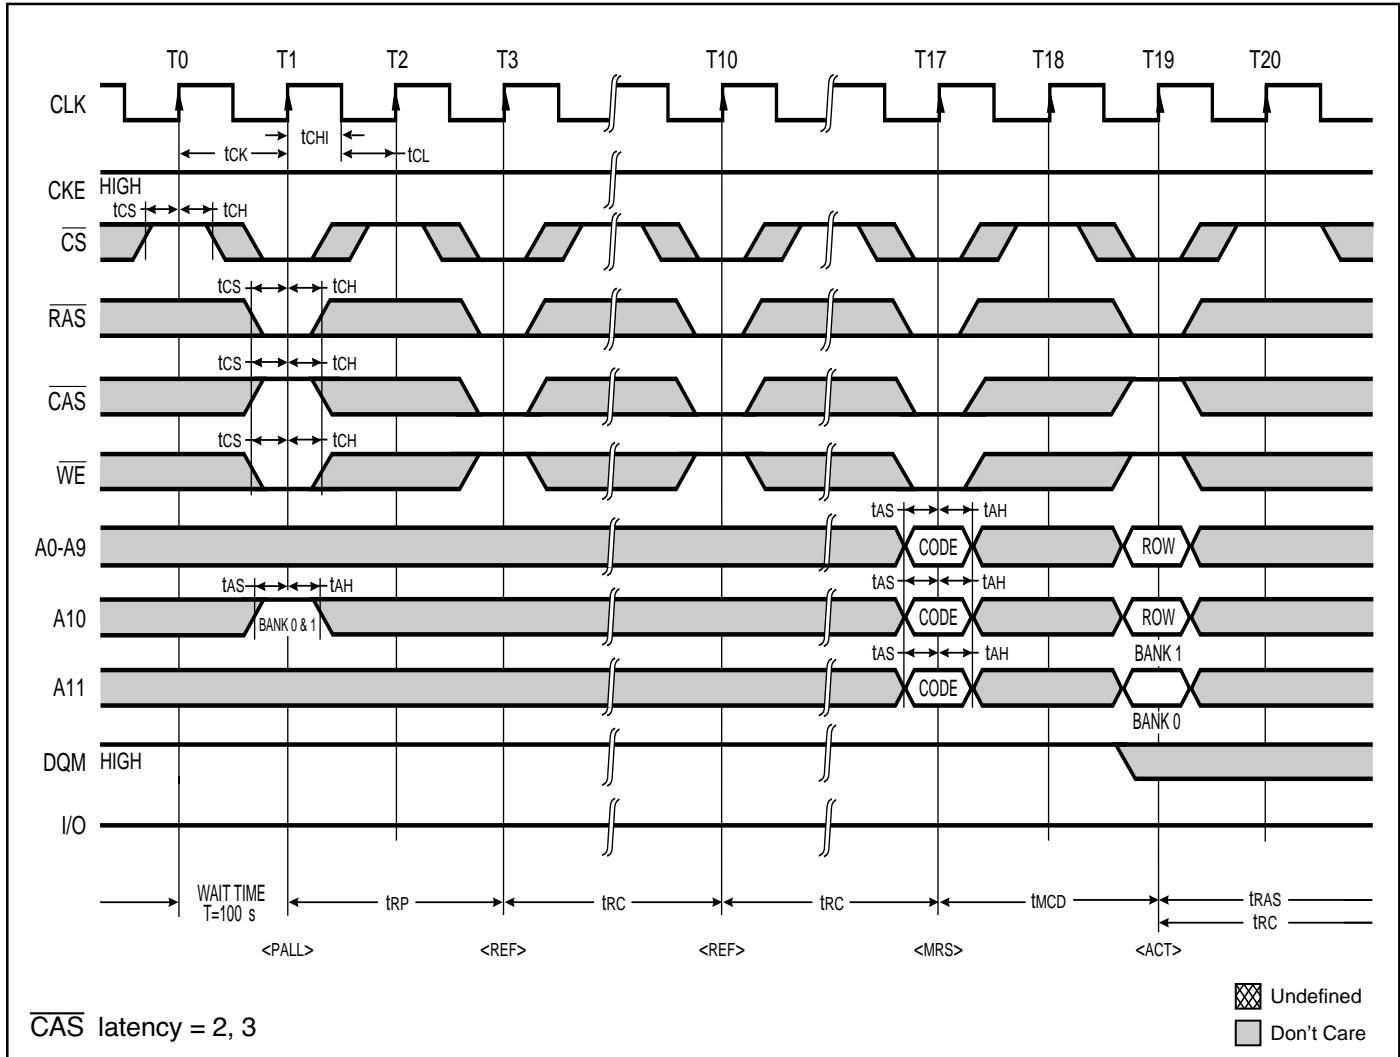 T0 T1 T2 T3 T10 T17 T18 T19 T20
CLK
tCHI
tCK tCL
CKE HIGH
tCS tCH
CS
tCS tCH
RAS
tCS tCH
CAS
tCS tCH
WE
tAS tAH
A0-A9 CODE ROW
tAS tAH tAS tAH
A10 BANK 0 & 1 CODE ROW
tAS tAH BANK 1
A11 CODE
BANK 0
DQM HIGH
I/O
WAIT TIME
T=100 s
tRP tRC tRC tMCD tRAS
tRC
<PALL> <REF> <REF> <MRS> <ACT>
Undefined
CAS latency = 2, 3
Don't Care